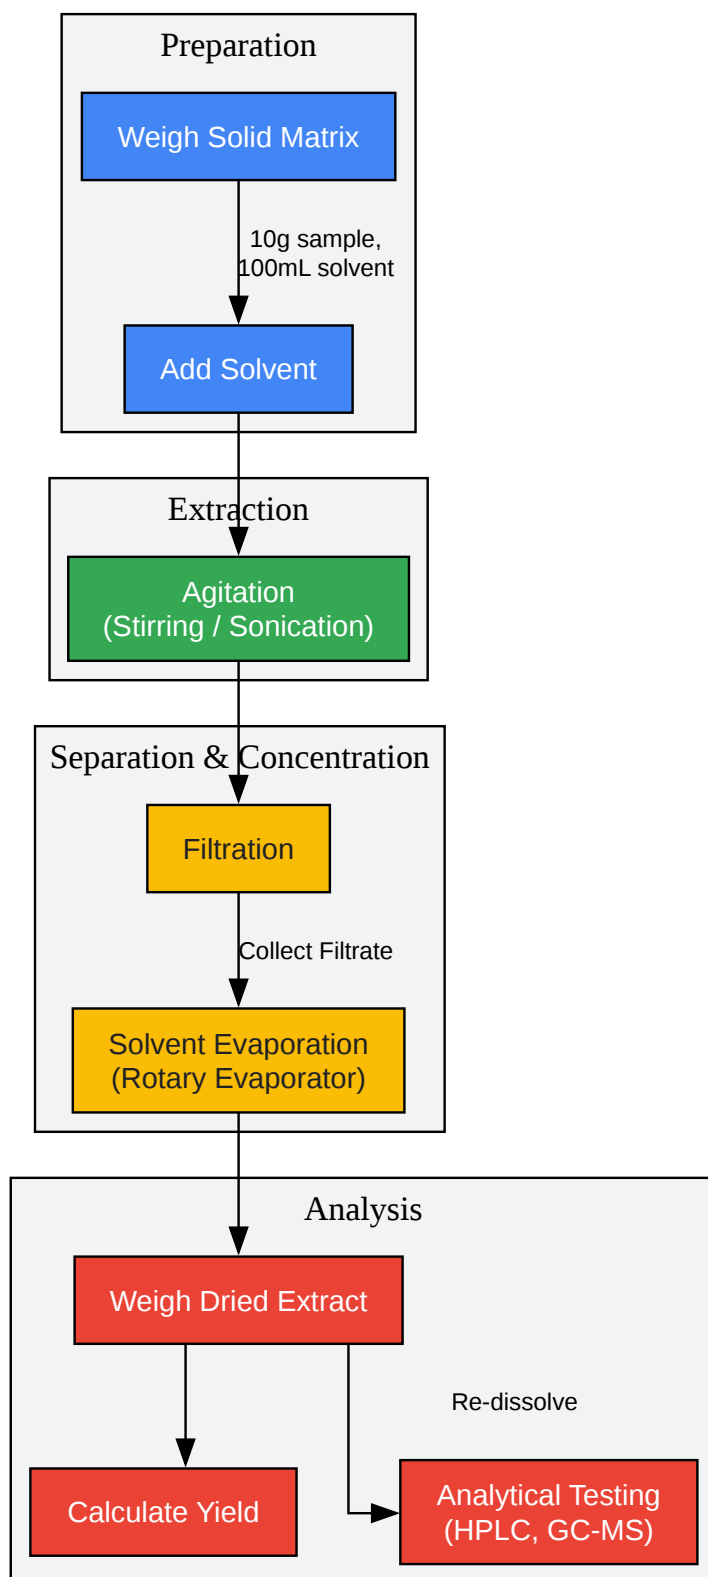 Preparation
Weigh Solid Matrix
10g sample,
100mL solvent
Add Solvent
Extraction
Agitation
(Stirring / Sonication)
Separation & Concentration
Filtration
Collect Filtrate
Solvent Evaporation
(Rotary Evaporator)
Analysis
Weigh Dried Extract
Re-dissolve
Calculate Yield
Analytical Testing
(HPLC, GC-MS)